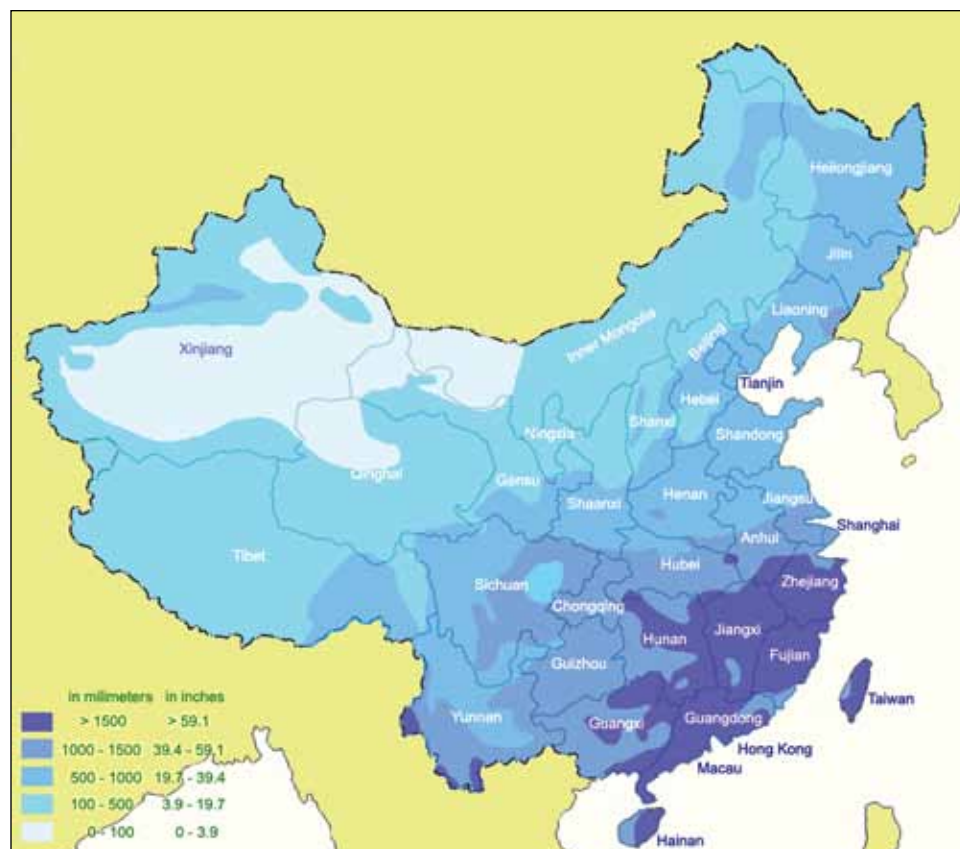 Heilongjiang
Jilin
Liaoning
Inner Mongolia
Beijing
Tianjin
Hebei
Xinjiang
Shanxi
Shandong
Ningxia
Qinghai
Gansu
Shaanxi
Henan
Jiangsu
Shanghai
Anhui
Tibet
Hubei
Sichuan
Zhejiang
Chongqing
Hunan
Jiangxi
Guizhou
Fujian
Taiwan
Yunnan
Guangxi
Guangdong
Hong Kong
Macau
Hainan
in milimeters in inches
> 1500 > 59.1
1000 - 1500 39.4 - 59.1
500 - 1000 19.7 - 39.4
100 - 500 3.9 - 19.7
0 - 100 0 - 3.9